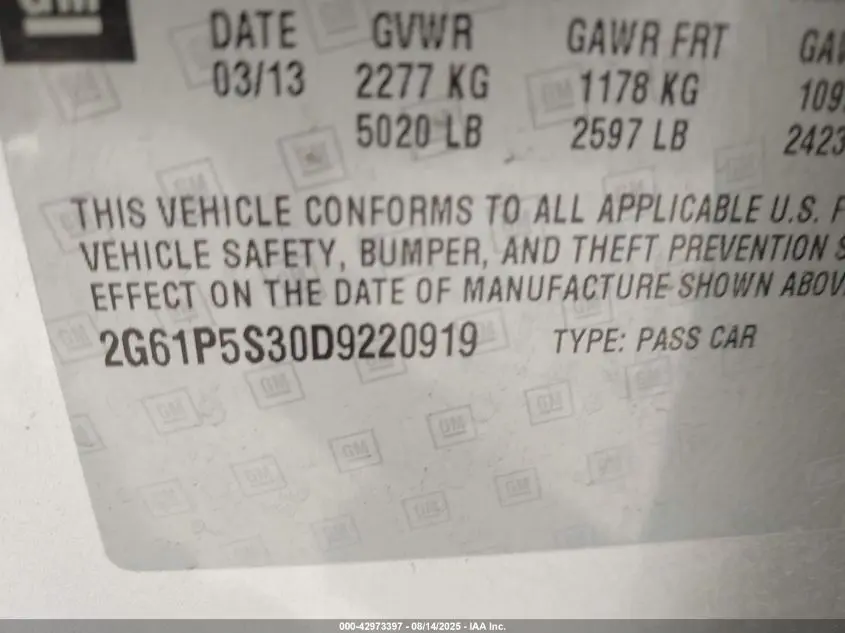 GM
DATE GVWR GAWR FRT
03/13 2277 KG 1178 KG
5020 LB 2597 LB 2423
THIS VEHICLE CONFORMS TO ALL APPLICABLE U.S.
VEHICLE SAFETY, BUMPER, AND THEFT PREVENTION
EFFECT ON THE DATE OF MANUFACTURE SHOWN
2G61P5S30D9220919 TYPE: PASS CAR
000-42973397 - 08/14/2025 - IAA Inc.